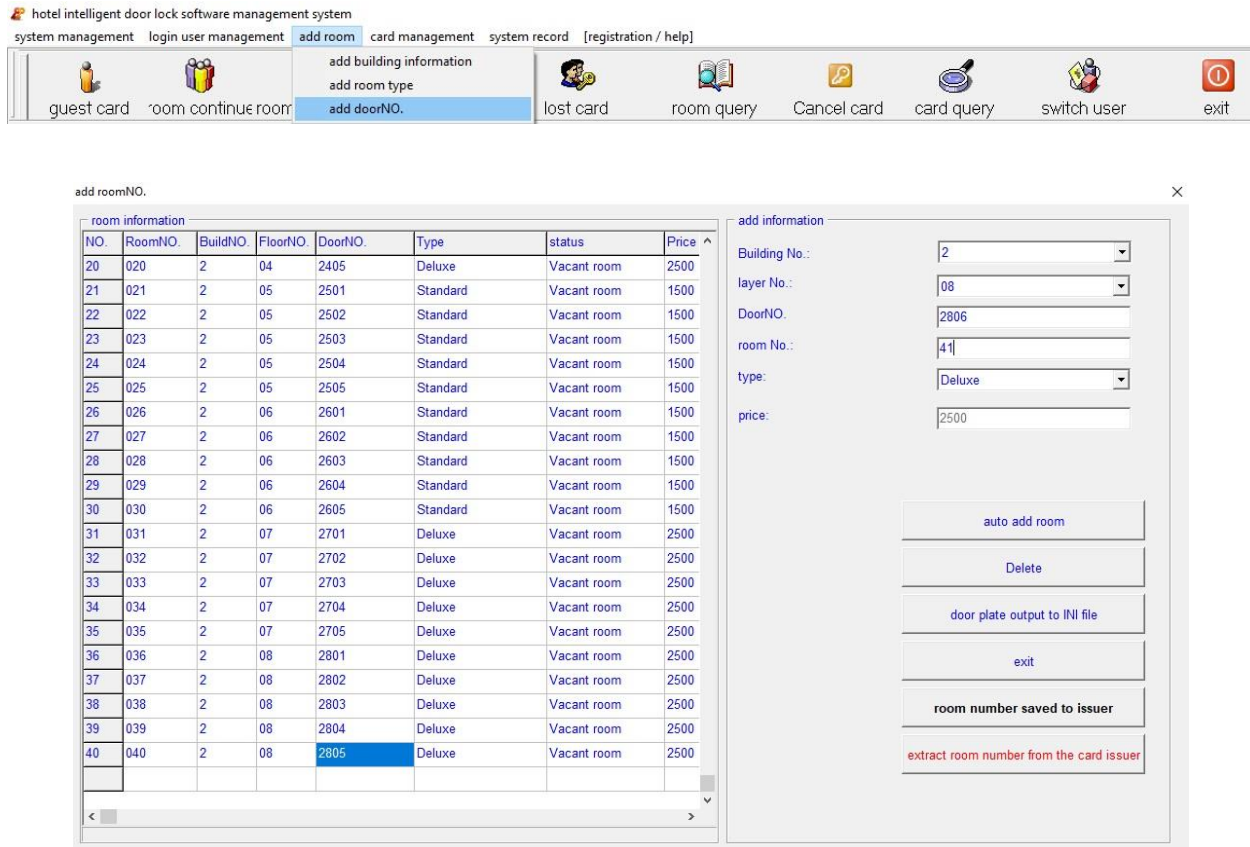 hotel intelligent door lock software management system
system management login user management add room card management system record [registration / help]
add building information
add room type
add doorNO.
guest card room continue room lost card room query Cancel card card query switch user exit
add roomNO.
room information
NO. RoomNO. BuildNO. FloorNO. DoorNO. Type status Price
20 020 2 04 2405 Deluxe Vacant room 2500
21 021 2 05 2501 Standard Vacant room 1500
22 022 2 05 2502 Standard Vacant room 1500
23 023 2 05 2503 Standard Vacant room 1500
24 024 2 05 2504 Standard Vacant room 1500
25 025 2 05 2505 Standard Vacant room 1500
26 026 2 06 2601 Standard Vacant room 1500
27 027 2 06 2602 Standard Vacant room 1500
28 028 2 06 2603 Standard Vacant room 1500
29 029 2 06 2604 Standard Vacant room 1500
30 030 2 06 2605 Standard Vacant room 1500
31 031 2 07 2701 Deluxe Vacant room 2500
32 032 2 07 2702 Deluxe Vacant room 2500
33 033 2 07 2703 Deluxe Vacant room 2500
34 034 2 07 2704 Deluxe Vacant room 2500
35 035 2 07 2705 Deluxe Vacant room 2500
36 036 2 08 2801 Deluxe Vacant room 2500
37 037 2 08 2802 Deluxe Vacant room 2500
38 038 2 08 2803 Deluxe Vacant room 2500
39 039 2 08 2804 Deluxe Vacant room 2500
40 040 2 08 2805 Deluxe Vacant room 2500
add information
Building No.: 2
layer No.: 08
DoorNO. 2806
room No.: 41
type: Deluxe
price: 2500
auto add room
Delete
door plate output to INI file
exit
room number saved to issuer
extract room number from the card issuer